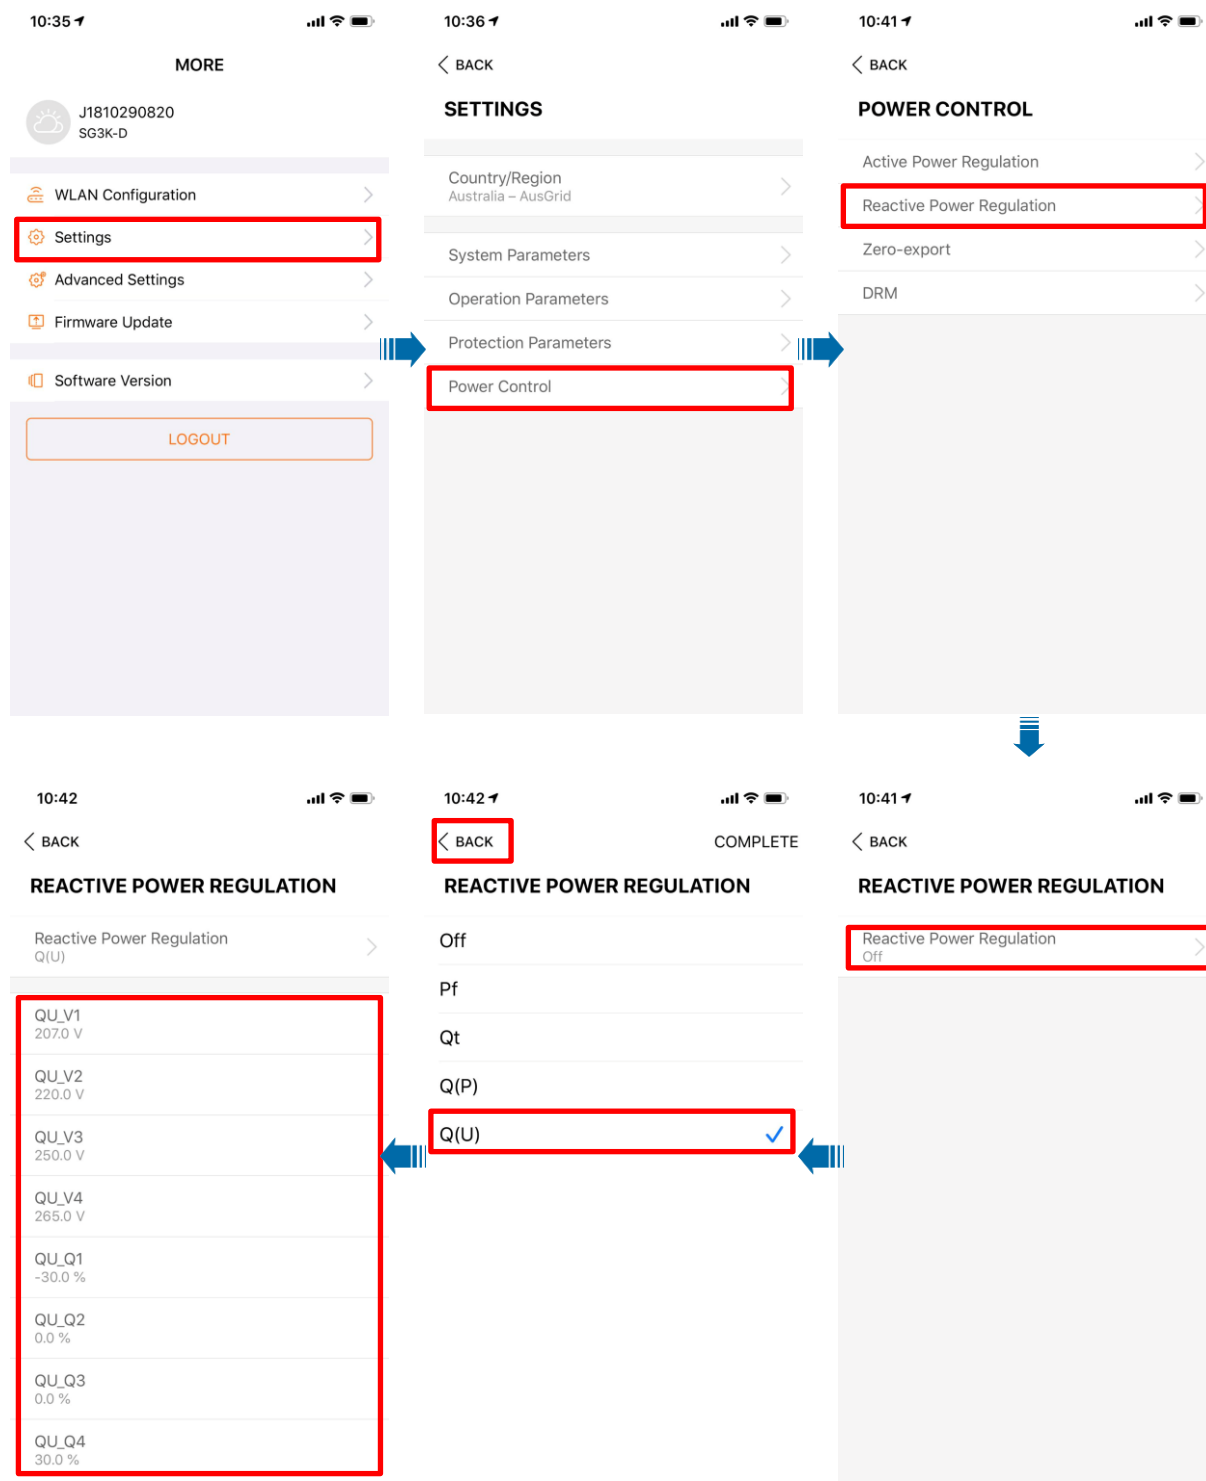 10:35
MORE
J1810290820
SG3K-D
WLAN Configuration
Settings
Advanced Settings
Firmware Update
Software Version
LOGOUT
10:36
BACK
SETTINGS
Country/Region
Australia – AusGrid
System Parameters
Operation Parameters
Protection Parameters
Power Control
10:41
BACK
POWER CONTROL
Active Power Regulation
Reactive Power Regulation
Zero-export
DRM
10:42
BACK
REACTIVE POWER REGULATION
Reactive Power Regulation
Q(U)
QU_V1
207.0 V
QU_V2
220.0 V
QU_V3
250.0 V
QU_V4
265.0 V
QU_Q1
-30.0 %
QU_Q2
0.0 %
QU_Q3
0.0 %
QU_Q4
30.0 %
10:42
BACK
COMPLETE
REACTIVE POWER REGULATION
Off
Pf
Qt
Q(P)
Q(U)
10:41
BACK
REACTIVE POWER REGULATION
Reactive Power Regulation
Off